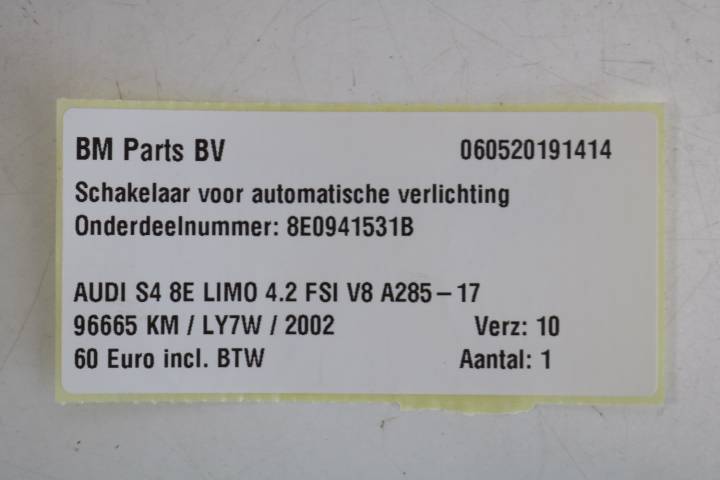 BM Parts BV 060520191414
Schakelaar voor automatische verlichting
Onderdeelnummer: 8E0941531B
AUDI S4 8E LIMO 4.2 FSI V8 A285-17
96665 KM / LY7W / 2002 Verz: 10
60 Euro incl. BTW Aantal: 1